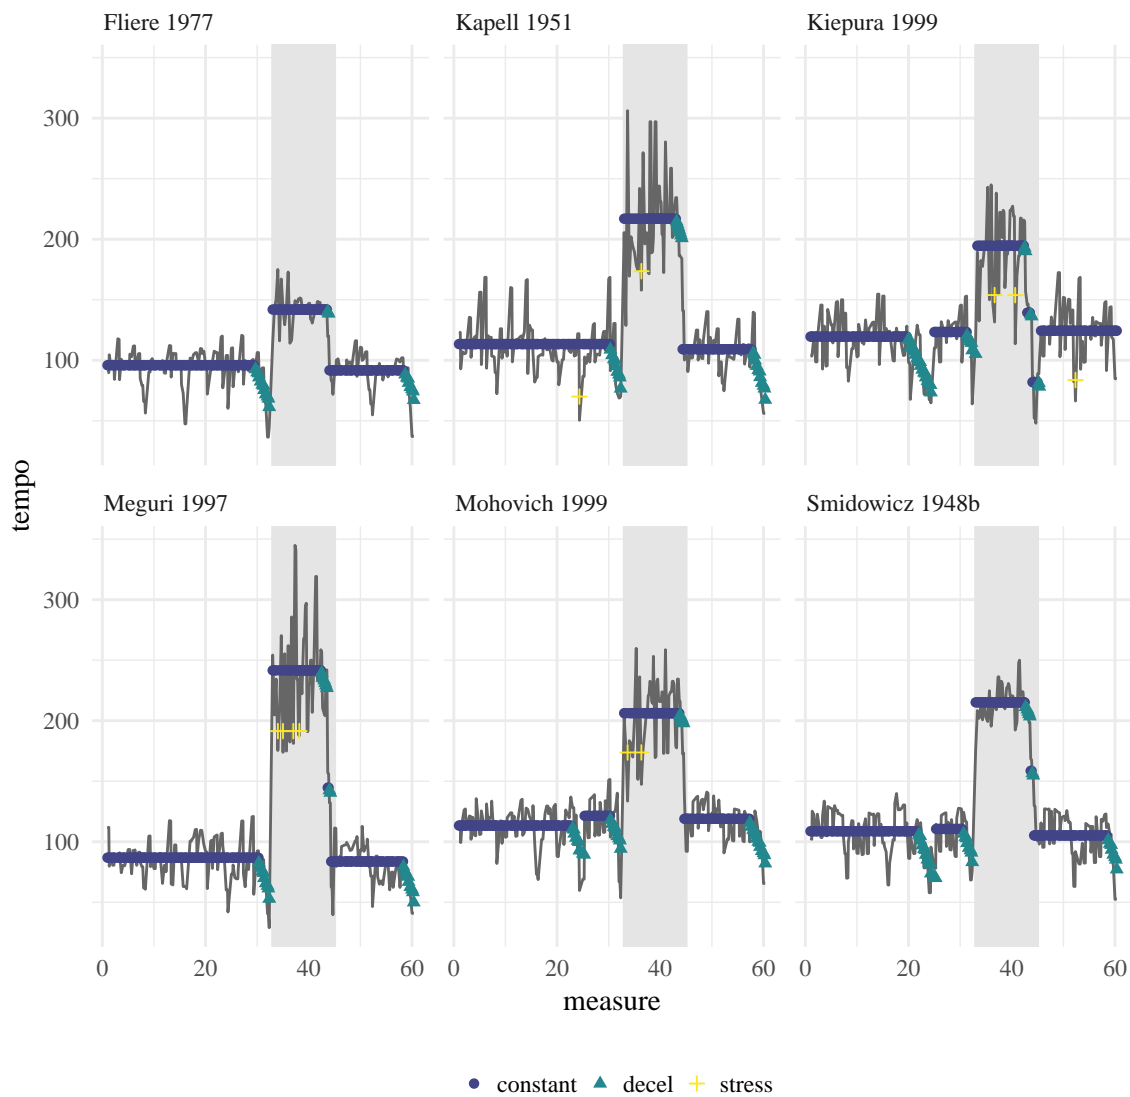 Fliere 1977 Kapell 1951 Kiepura 1999
300
200
100
Meguri 1997 Mohovich 1999 Smidowicz 1948b
300
200
100
0 20 40 60 0 20 40 60 0 20 40 60
tempo
measure
constant decel stress